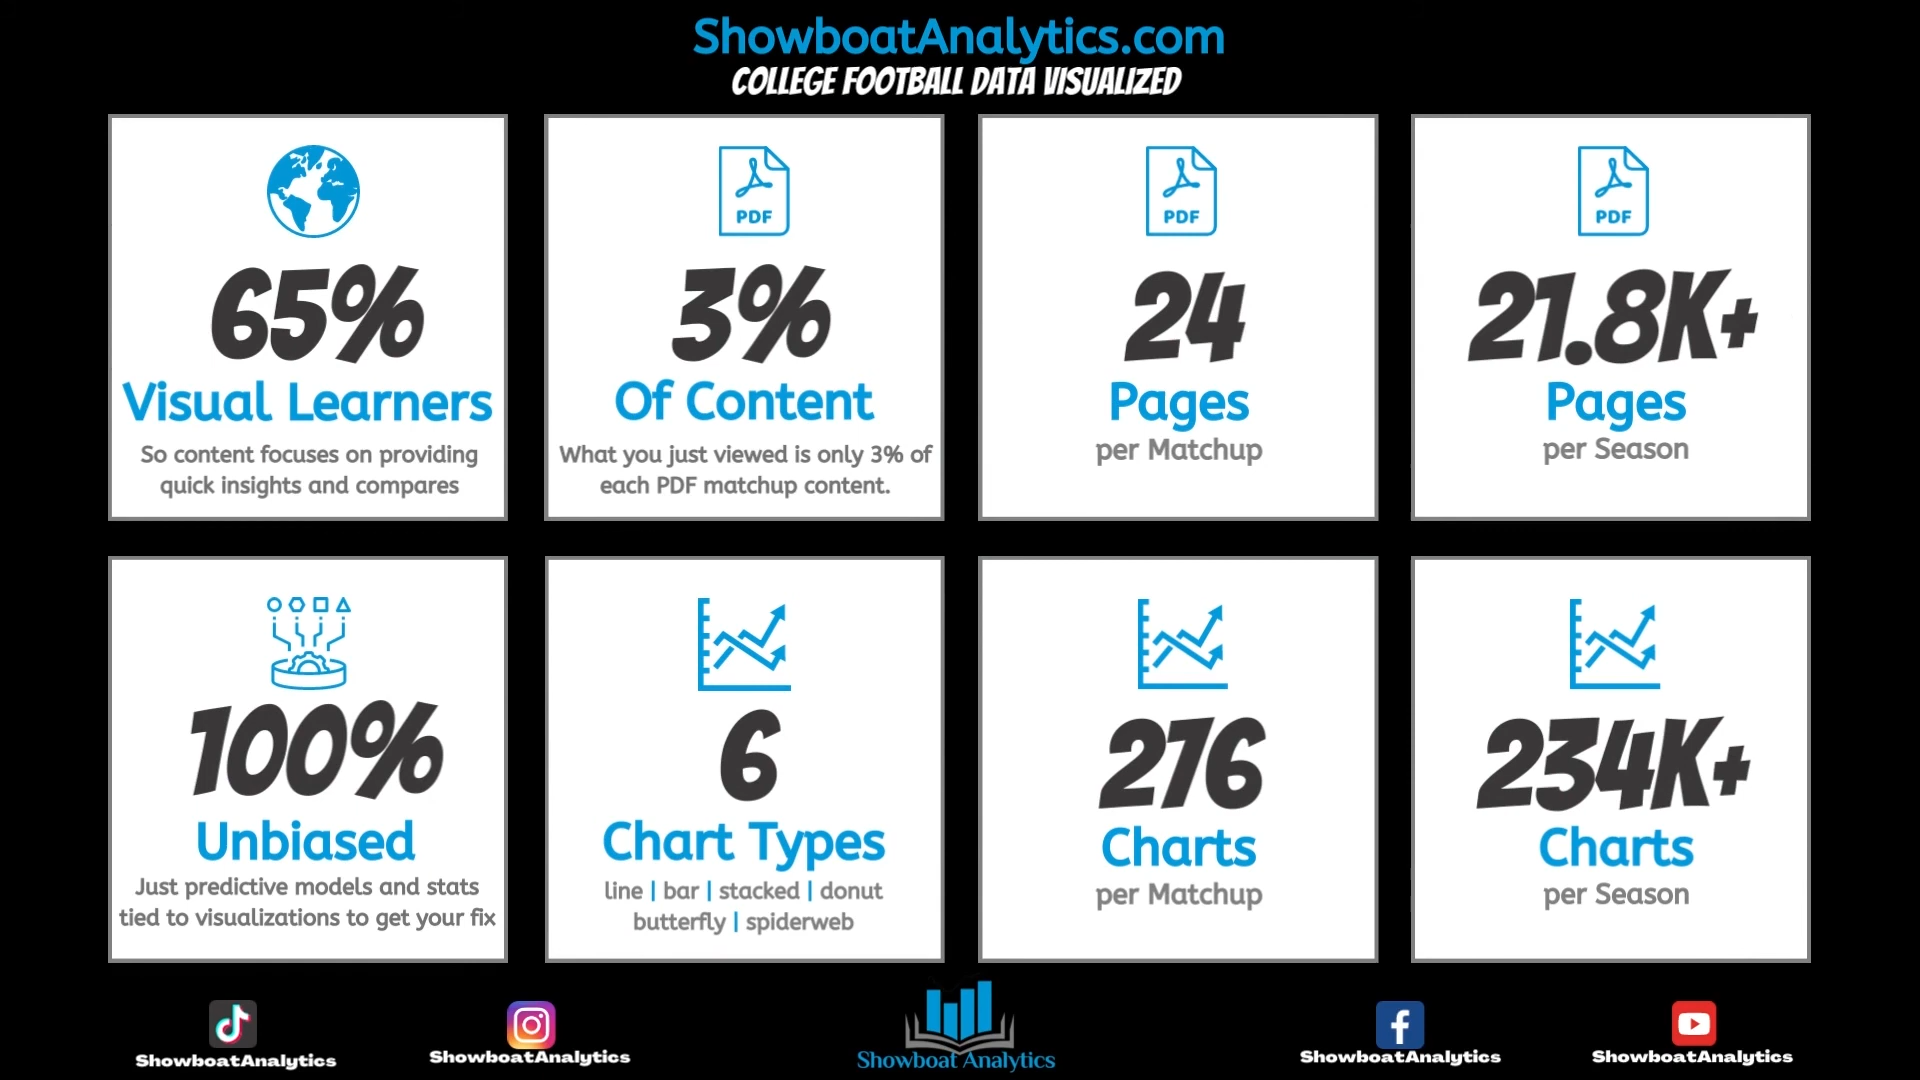 ShowboatAnalytics.com
COLLEGE FOOTBALL DATA VISUALIZED
65%
Visual Learners
So content focuses on providing
quick insights and compares
PDF
3%
Of Content
What you just viewed is only 3% of
each PDF matchup content.
PDF
24
Pages
per Matchup
PDF
21.8K+
Pages
per Season
100%
Unbiased
Just predictive models and stats
tied to visualizations to get your fix
6
Chart Types
line | bar | stacked | donut
butterfly | spiderweb
276
Charts
per Matchup
234K+
Charts
per Season
ShowboatAnalytics
ShowboatAnalytics
Showboat Analytics
ShowboatAnalytics
ShowboatAnalytics